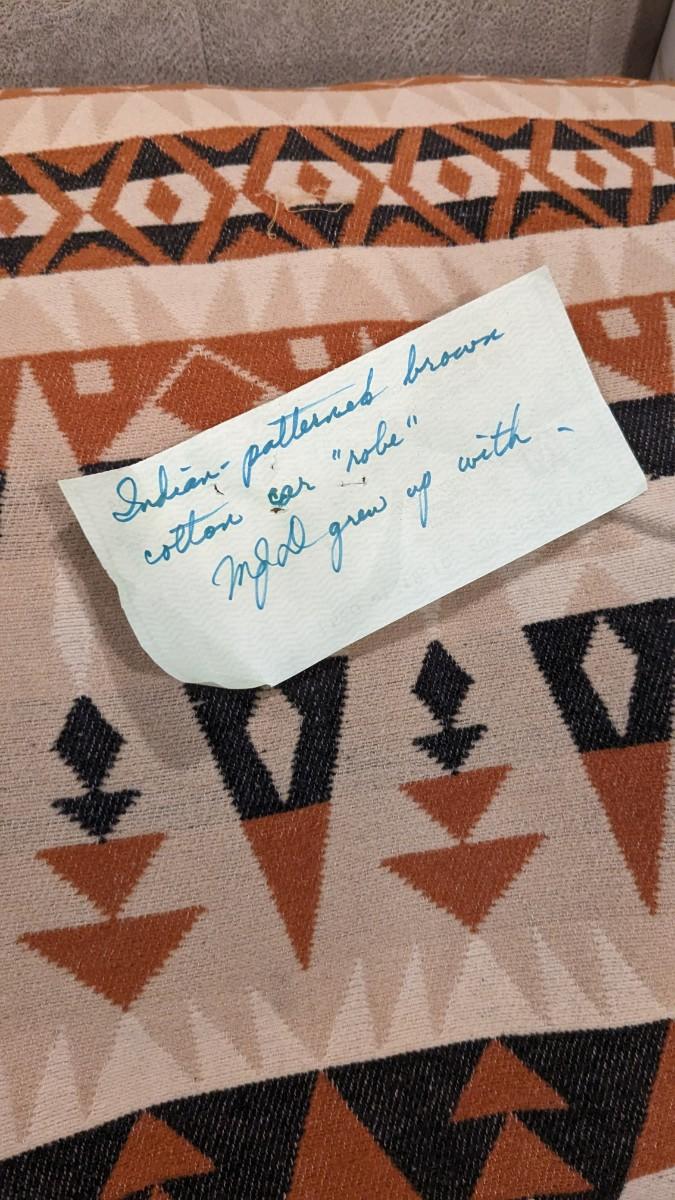 Indian-patterned brown
cotton car "robe"
MJD grew up with -